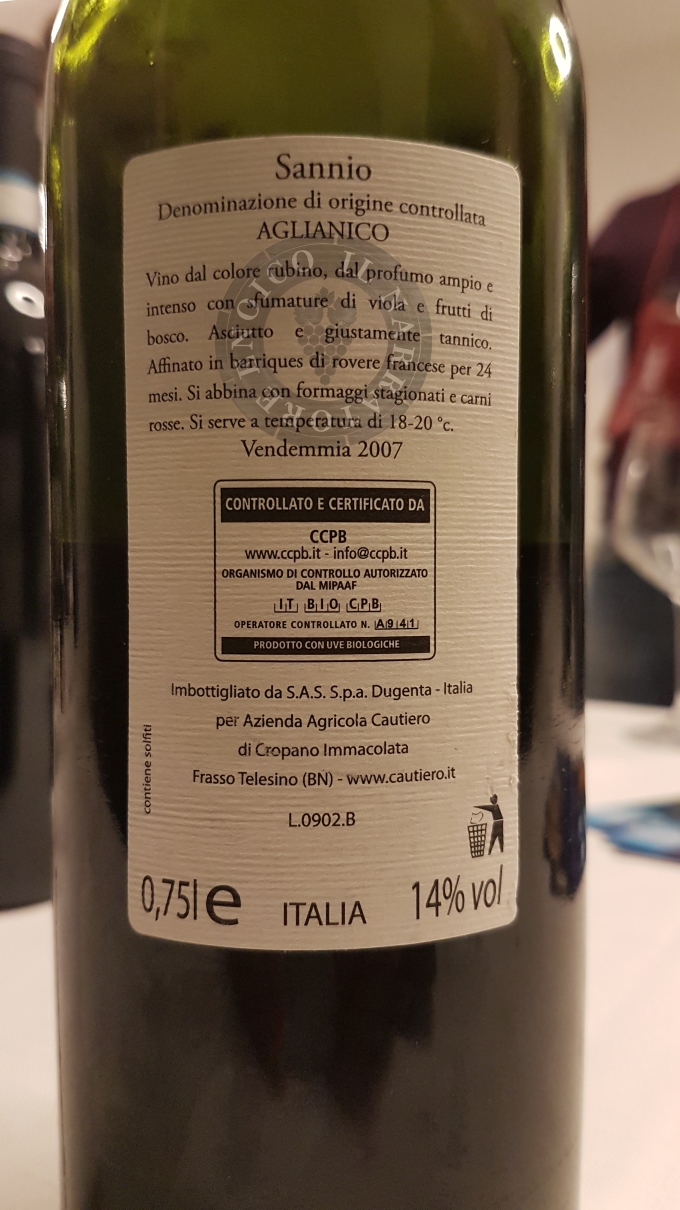 Sannio
Denominazione di origine controllata
AGLIANICO
Vino dal colore rubino, dal profumo ampio e
intenso con sfumature di viola e frutti di
bosco. Asciutto e giustamente tannico.
Affinato in barriques di rovere francese per 24
mesi. Si abbina con formaggi stagionati e carni
rosse. Si serve a temperatura di 18-20 °c.
Vendemmia 2007
IL NARRATORE INCICO
CONTROLLATO E CERTIFICATO DA
CCPB
www.ccpb.it - info@ccpb.it
ORGANISMO DI CONTROLLO AUTORIZZATO
DAL MIPAAF
IT BIO CPB
OPERATORE CONTROLLATO N. A941
PRODOTTO CON UVE BIOLOGICHE
Imbottigliato da S.A.S. S.p.a. Dugenta - Italia
per Azienda Agricola Cautiero
di Cropano Immacolata
Frasso Telesino (BN) - www.cautiero.it
contiene solfiti
L.0902.B
0,75l e
ITALIA
14% vol